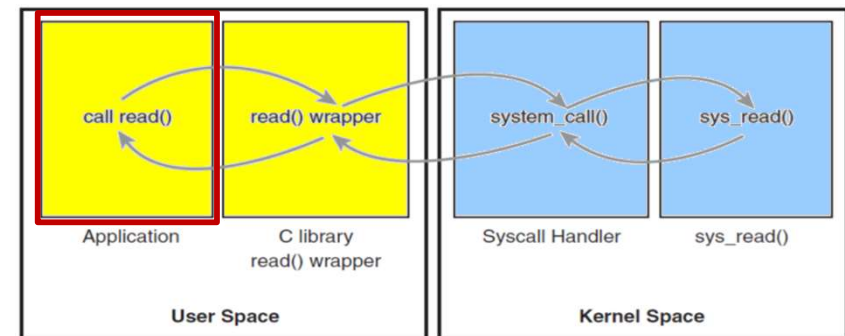 call read()
read() wrapper
system_call()
sys_read()
Application
C library
read() wrapper
Syscall Handler
sys_read()
User Space
Kernel Space